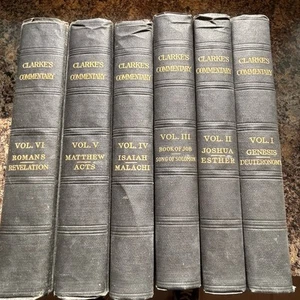 CLARKE'S
COMMENTARY
VOL. VI
ROMANS
REVELATION
CLARKE'S
COMMENTARY
VOL. V
MATTHEW
ACTS
CLARKE'S
COMMENTARY
VOL. IV
ISAIAH
MALACHI
CLARKE'S
COMMENTARY
VOL. III
BOOK OF JOB
SONG OF SOLOMON
CLARKE'S
COMMENTARY
VOL. II
JOSHUA
ESTHER
CLARKE'S
COMMENTARY
VOL. I
GENESIS
DEUTERONOMY